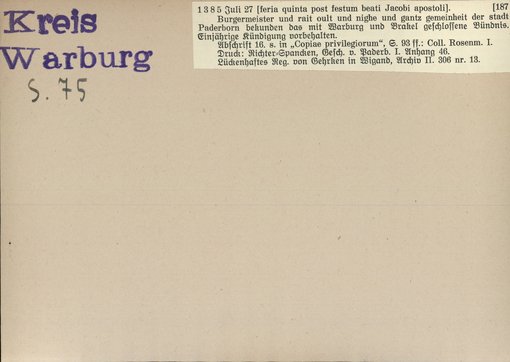 Kreis
Warburg
S. 75
1385 Juli 27 [feria quinta post festum beati Jacobi apostoli]. [187
Burgermeister und rait oult und nighe und gantz gemeinheit der stadt
Paderborn bekunden das mit Warburg und Brakel geschlossene Bündnis.
Einjährige Kündigung vorbehalten.
Abschrift 16. s. in „Copiae privilegiorum“, S. 93 ff.: Coll. Rosenm. I.
Druck: Richter-Spancken, Gesch. v. Paderb. I. Anhang 46.
Lückenhaftes Reg. von Gehrken in Wigand, Archiv II. 306 nr. 13.